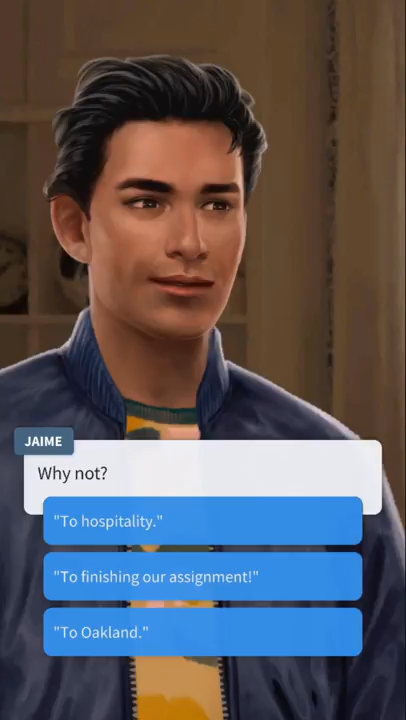 JAIME
Why not?
"To hospitality."
"To finishing our assignment!"
"To Oakland."